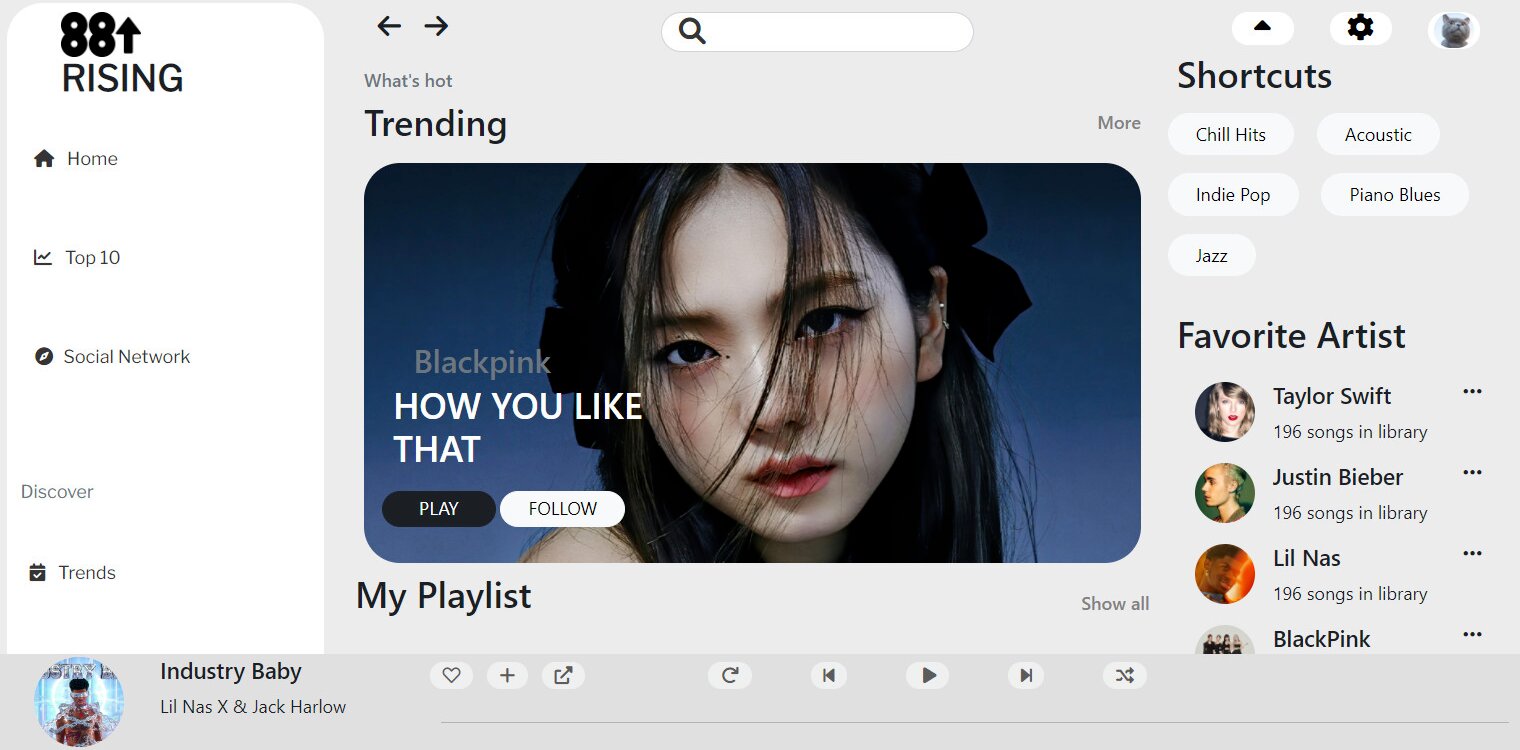 88↑
RISING
Home
Top 10
Social Network
Discover
Trends
What's hot
Trending
More
Blackpink
HOW YOU LIKE
THAT
PLAY
FOLLOW
My Playlist
Show all
Shortcuts
Chill Hits
Acoustic
Indie Pop
Piano Blues
Jazz
Favorite Artist
Taylor Swift
196 songs in library
Justin Bieber
196 songs in library
Lil Nas
196 songs in library
BlackPink
Industry Baby
Lil Nas X & Jack Harlow